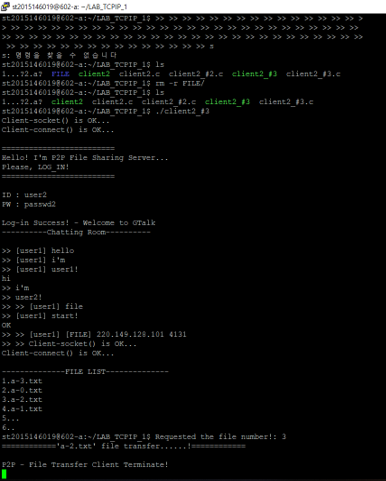 st2015146019@602-a: ~/LAB_TCPIP_1
st2015146019@602-a:~/LAB_TCPIP_1$ >> >> >> >> >> >> >> >> >> >> >> >> >> >> >> >
> >> >> >> >> >> >> >> >> >> >> >> >> >> >> >> >> >> >> >> >> >> >> >> >> >> >>
>> >> >> >> >> >> >> >> >> >> >> >> >> >> >> >> >> >> >> >> >> >> >> >> >> >> >>
>> >> >> >> >> >> >> >> >> >> >> >> >> >> >> >> s
s: 명령을 찾을 수 없습니다
st2015146019@602-a:~/LAB_TCPIP_1$ ls
1...?2.a? FILE client2 client2.c client2_#2.c client2_#3 client2_#3.c
st2015146019@602-a:~/LAB_TCPIP_1$ rm -r FILE/
st2015146019@602-a:~/LAB_TCPIP_1$ ls
1...?2.a? client2 client2.c client2_#2.c client2_#3 client2_#3.c
st2015146019@602-a:~/LAB_TCPIP_1$ ./client2_#3
Client-socket() is OK...
Client-connect() is OK...
=========================
Hello! I'm P2P File Sharing Server...
Please, LOG_IN!
=========================
ID : user2
PW : passwd2
Log-in Success! - Welcome to GTalk
----------Chatting Room----------
>> [user1] hello
>> [user1] i'm
>> [user1] user1!
hi
>> i'm
>> user2!
>> >> [user1] file
>> [user1] start!
OK
>> >> [user1] [FILE] 220.149.128.101 4131
>> >> Client-socket() is OK...
Client-connect() is OK...
--------------FILE LIST--------------
1.a-3.txt
2.a-0.txt
3.a-2.txt
4.a-1.txt
5...
6..
st2015146019@602-a:~/LAB_TCPIP_1$ Requested the file number!: 3
============'a-2.txt' file transfer......!============
P2P - File Transfer Client Terminate!